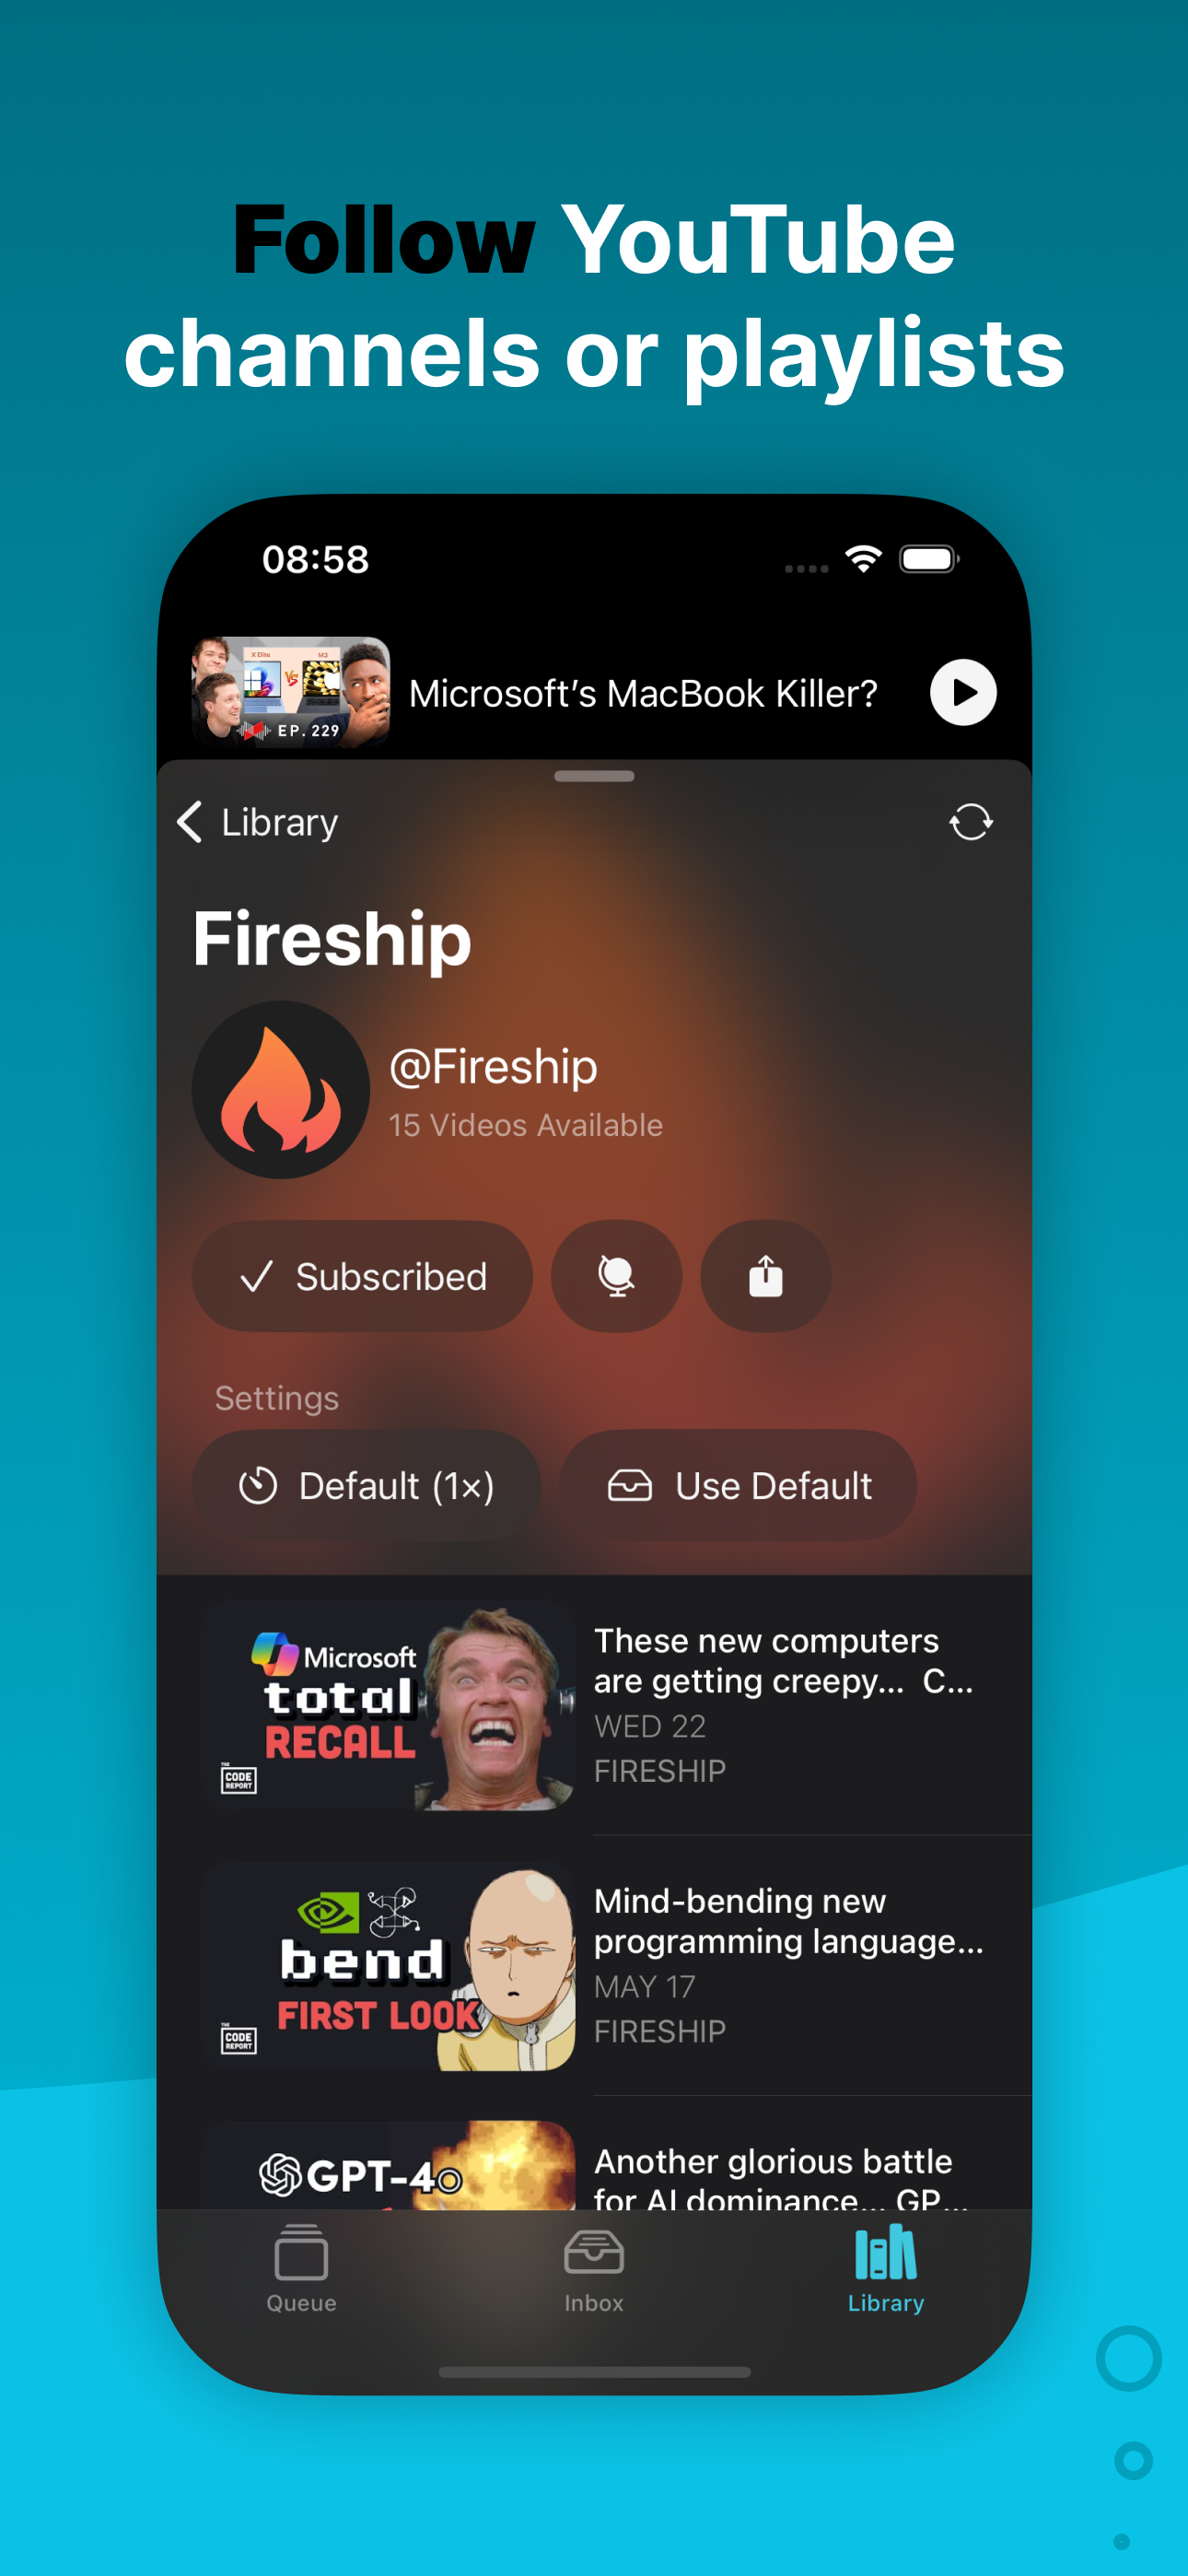 Follow YouTube
channels or playlists
08:58
X Elite
M3
VS
EP. 229
Microsoft’s MacBook Killer?
Library
Fireship
@Fireship
15 Videos Available
Subscribed
Settings
Default (1×)
Use Default
Microsoft
total
RECALL
THE
CODE
REPORT
These new computers
are getting creepy... C...
WED 22
FIRESHIP
bend
FIRST LOOK
THE
CODE
REPORT
Mind-bending new
programming language...
MAY 17
FIRESHIP
GPT-4o
Another glorious battle
for AI dominance... GP...
Queue
Inbox
Library